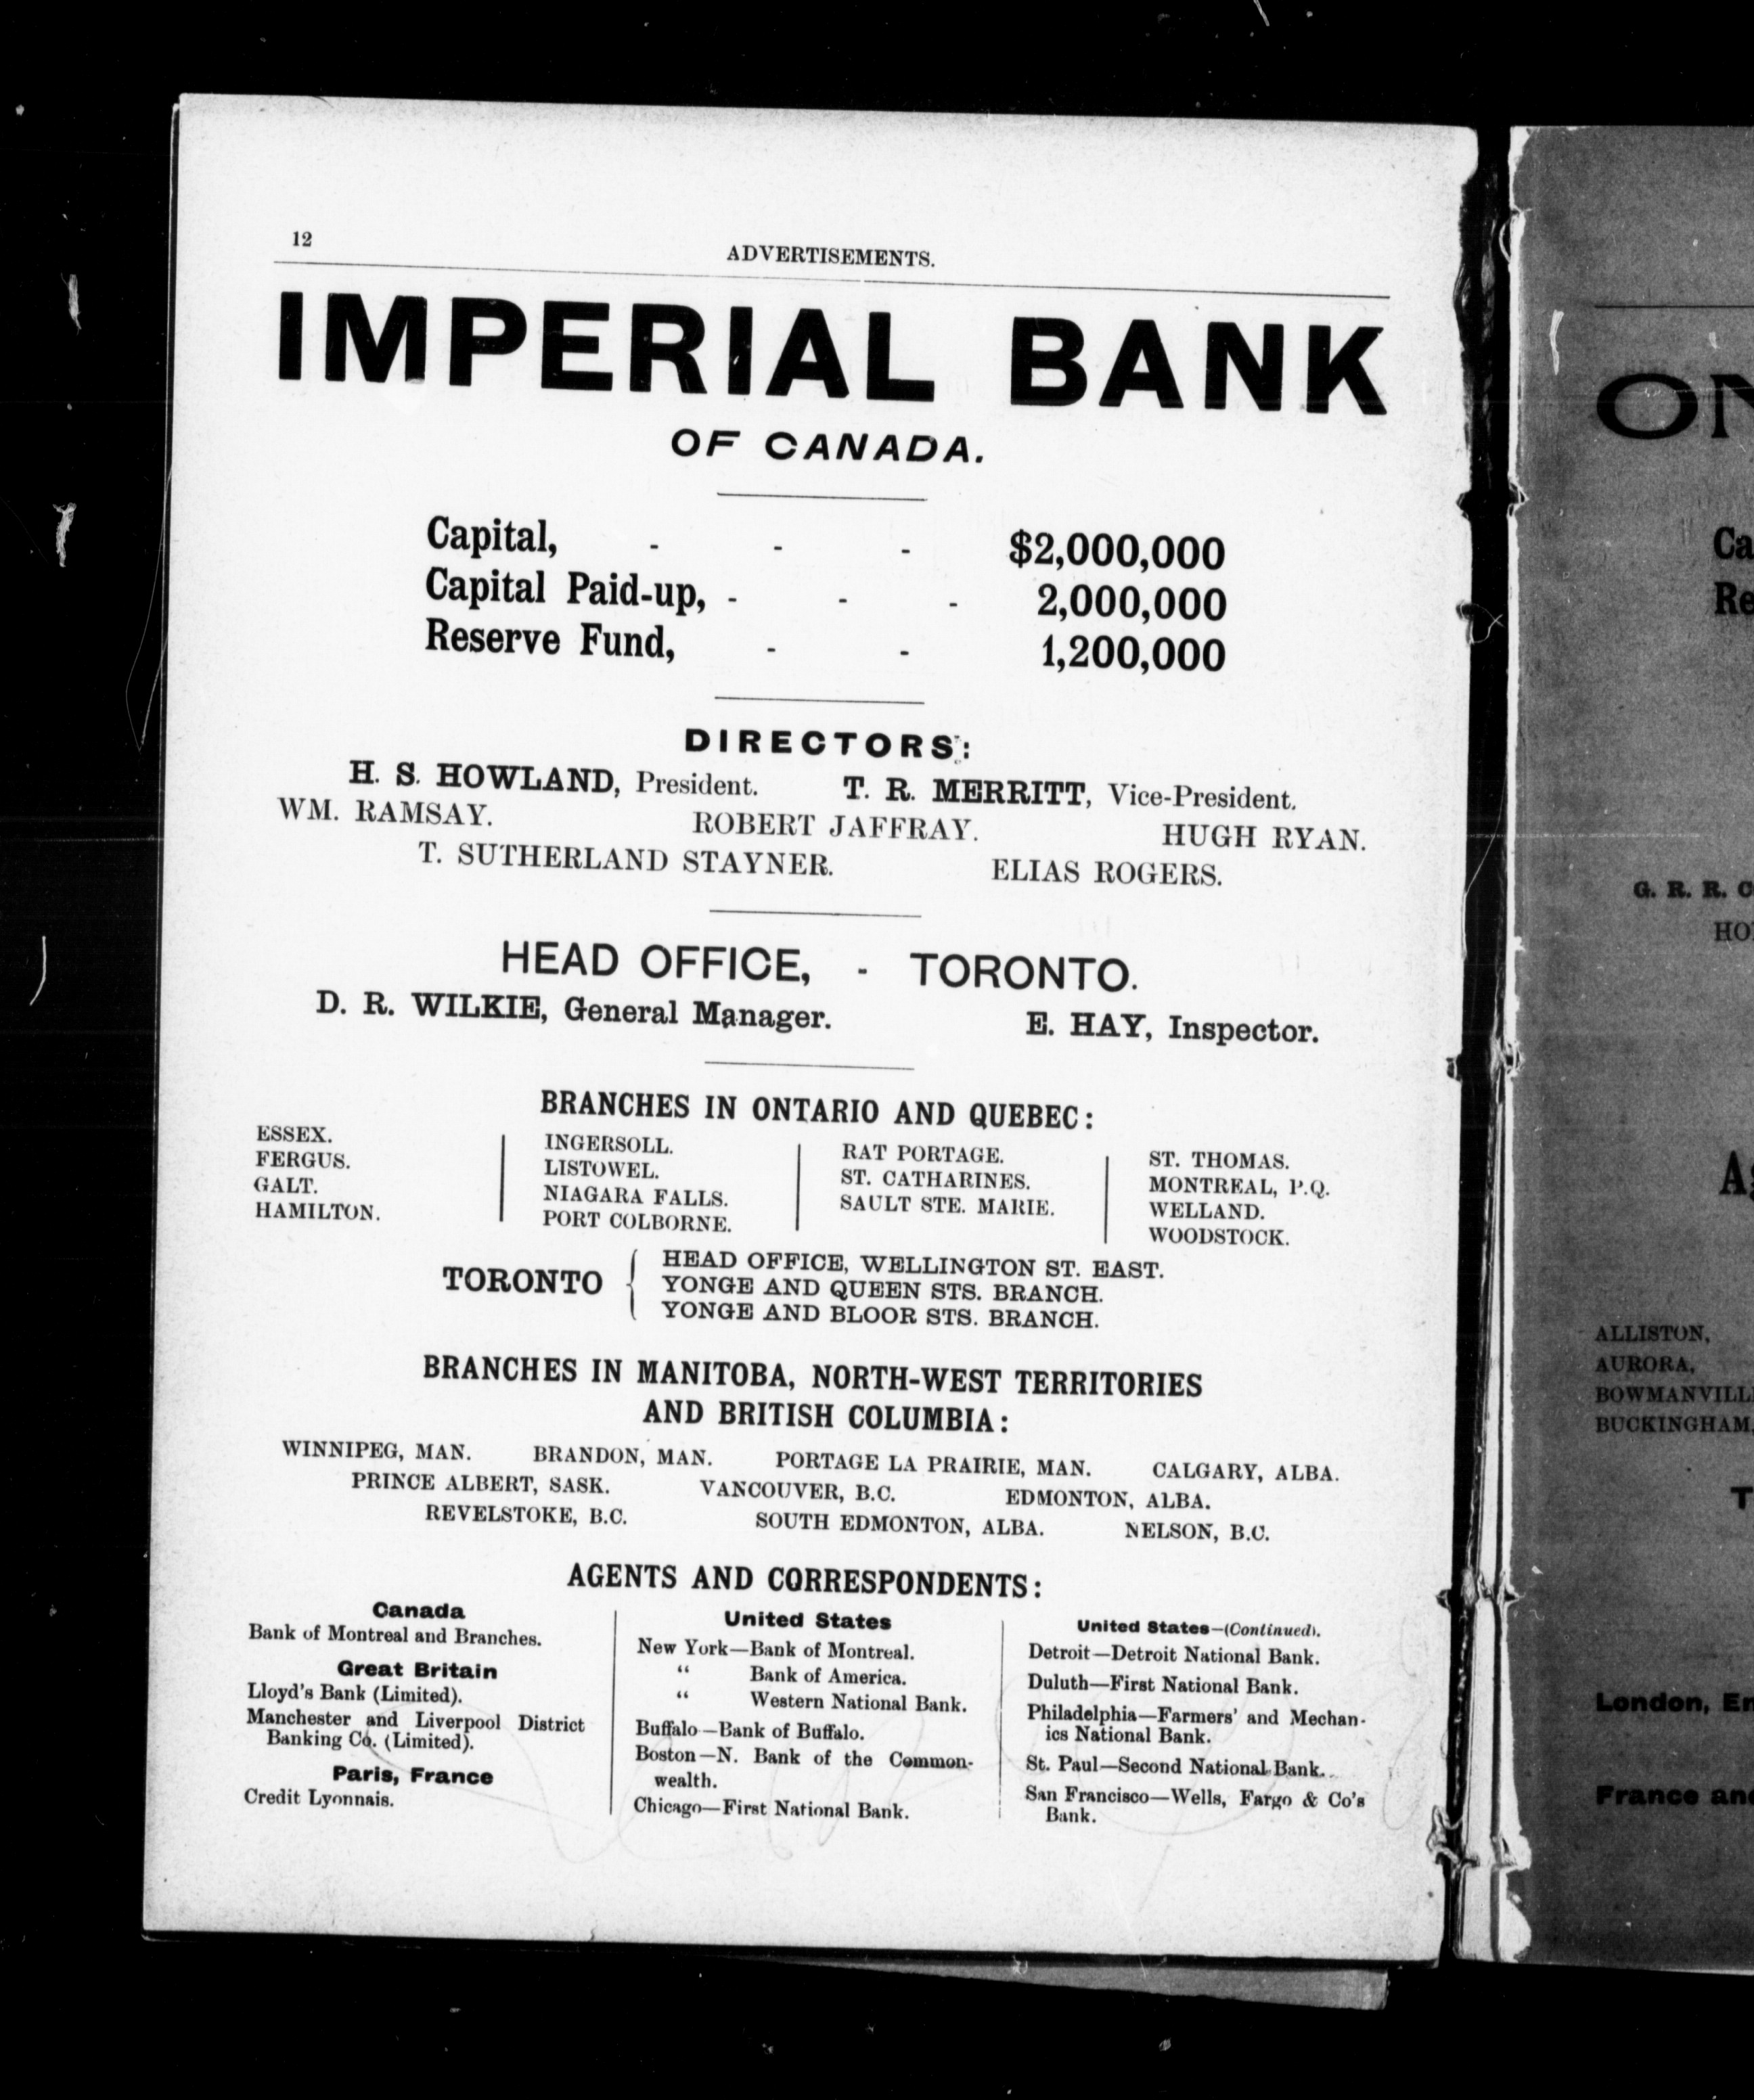 12
ADVERTISEMENTS.
IMPERIAL BANK
OF CANADA.
Capital, - - - $2,000,000
Capital Paid-up, - - - 2,000,000
Reserve Fund, - - 1,200,000
DIRECTORS:
H. S. HOWLAND, President. T. R. MERRITT, Vice-President.
WM. RAMSAY. ROBERT JAFFRAY. HUGH RYAN.
T. SUTHERLAND STAYNER. ELIAS ROGERS.
HEAD OFFICE, - TORONTO.
D. R. WILKIE, General Manager. E. HAY, Inspector.
BRANCHES IN ONTARIO AND QUEBEC:
ESSEX.
FERGUS.
GALT.
HAMILTON.
INGERSOLL.
LISTOWEL.
NIAGARA FALLS.
PORT COLBORNE.
RAT PORTAGE.
ST. CATHARINES.
SAULT STE. MARIE.
ST. THOMAS.
MONTREAL, P.Q.
WELLAND.
WOODSTOCK.
TORONTO
HEAD OFFICE, WELLINGTON ST. EAST.
YONGE AND QUEEN STS. BRANCH.
YONGE AND BLOOR STS. BRANCH.
BRANCHES IN MANITOBA, NORTH-WEST TERRITORIES
AND BRITISH COLUMBIA:
WINNIPEG, MAN. BRANDON, MAN. PORTAGE LA PRAIRIE, MAN. CALGARY, ALBA.
PRINCE ALBERT, SASK. VANCOUVER, B.C. EDMONTON, ALBA.
REVELSTOKE, B.C. SOUTH EDMONTON, ALBA. NELSON, B.C.
AGENTS AND CORRESPONDENTS:
Canada
Bank of Montreal and Branches.
Great Britain
Lloyd's Bank (Limited).
Manchester and Liverpool District
Banking Co. (Limited).
Paris, France
Credit Lyonnais.
United States
New York—Bank of Montreal.
“ Bank of America.
“ Western National Bank.
Buffalo—Bank of Buffalo.
Boston—N. Bank of the Common-
wealth.
Chicago—First National Bank.
United States—(Continued).
Detroit—Detroit National Bank.
Duluth—First National Bank.
Philadelphia—Farmers' and Mechan-
ics National Bank.
St. Paul—Second National Bank.
San Francisco—Wells, Fargo & Co's
Bank.
ON
Ca
Re
G. R. R. C
HO
A
ALLISTON,
AURORA,
BOWMANVILL
BUCKINGHAM,
T
London, En
France and